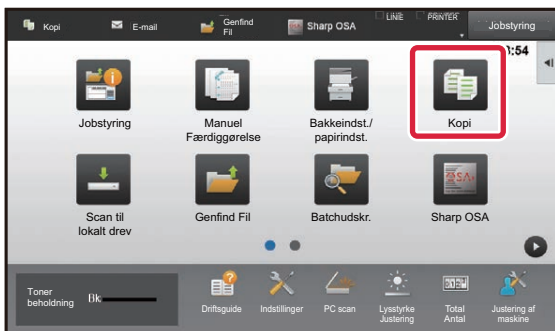 Kopi
E-mail
Genfind
Fil
Sharp OSA
LINE
PRINTER
Jobstyring
:54
Jobstyring
Manuel
Færdiggørelse
Bakkeindst./
papirindst.
Kopi
Scan til
lokalt drev
Genfind Fil
Batchudskr.
Sharp OSA
Toner
beholdning
Bk
Driftsguide
Indstillinger
PC scan
Lysstyrke
Justering
Total
Antal
Justering af
maskine